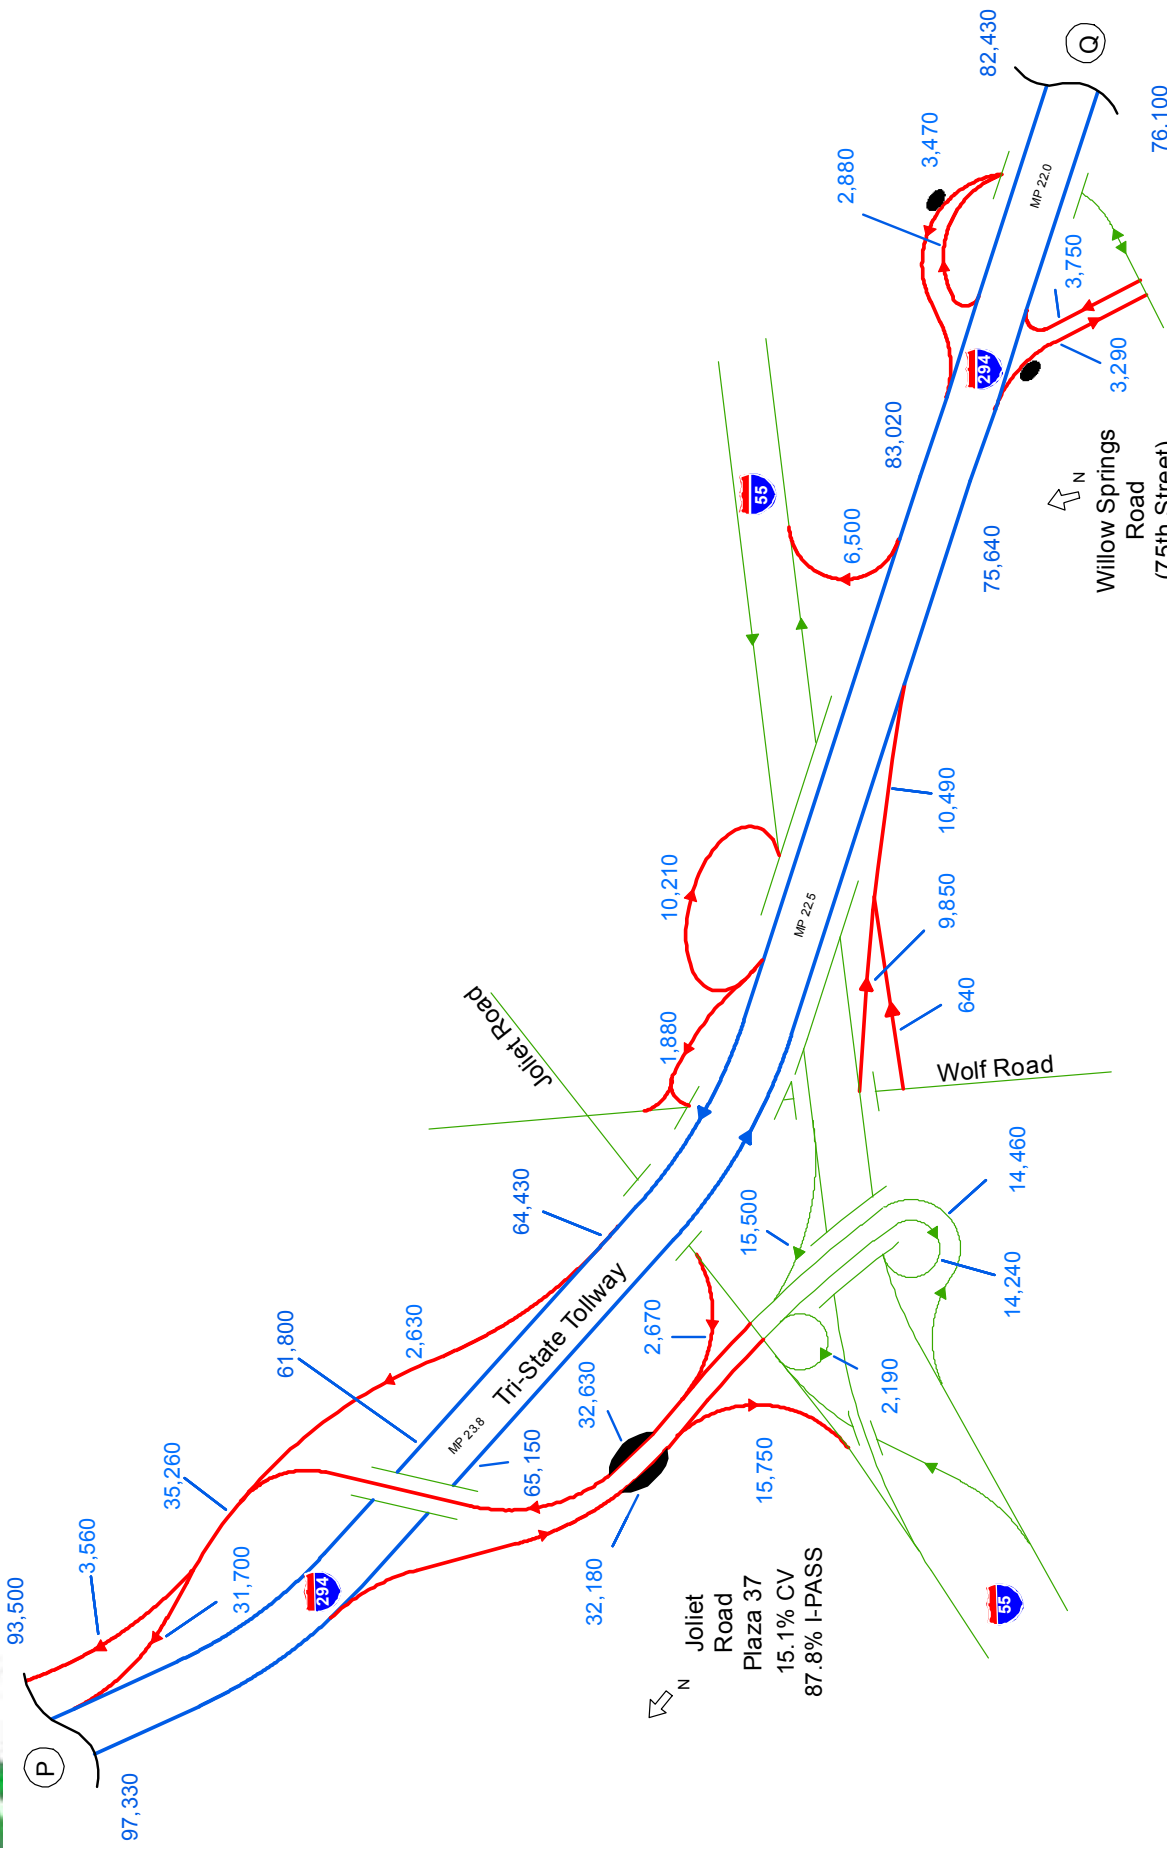 P
93,500
97,330
3,560
31,700
35,260
294
61,800
2,630
64,430
MP 23.8
Tri-State Tollway
65,150
32,630
32,180
2,670
15,750
15,500
2,190
14,240
14,460
Joliet
Road
Plaza 37
15.1% CV
87.8% I-PASS
N
55
Joliet Road
1,880
10,210
MP 22.5
Wolf Road
640
9,850
10,490
55
6,500
83,020
75,640
294
2,880
3,470
3,750
3,290
MP 22.0
82,430
76,100
Q
N
Willow Springs
Road
(75th Street)